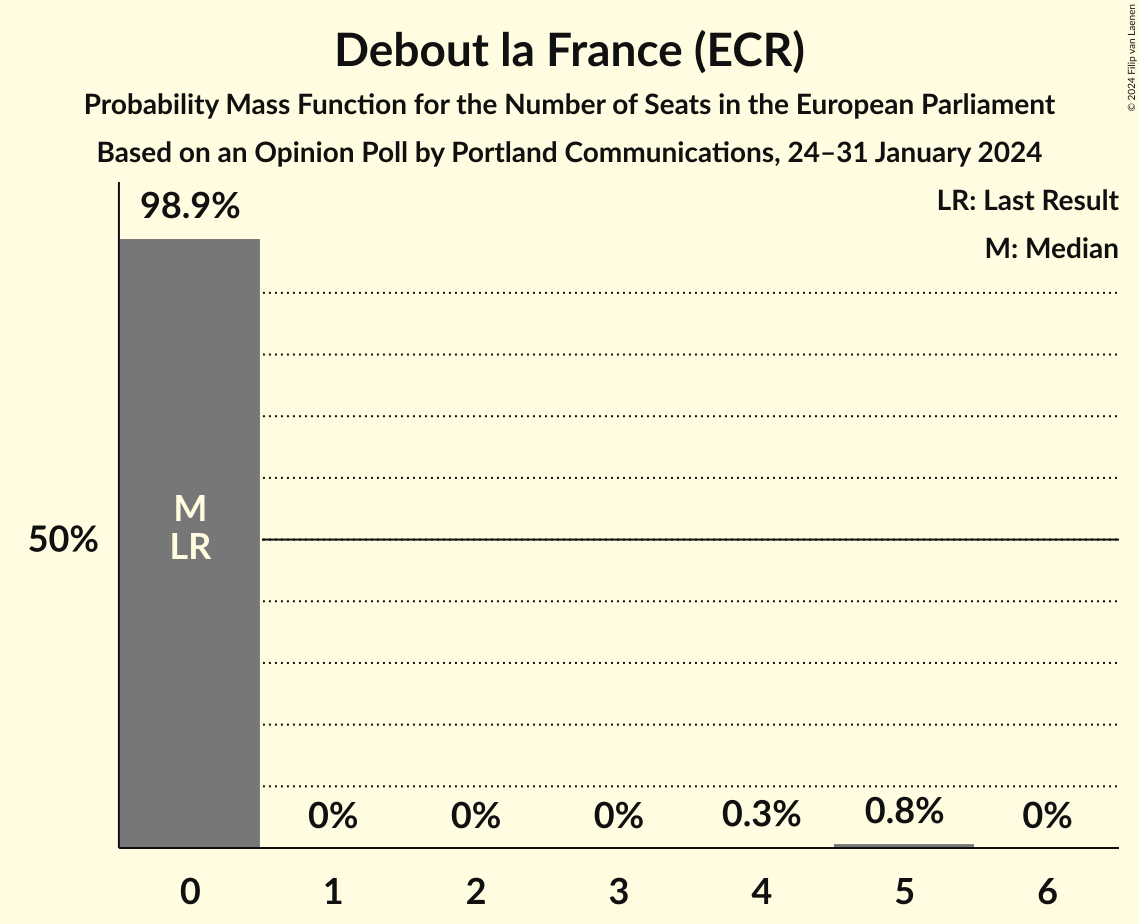 Debout la France (ECR)
Probability Mass Function for the Number of Seats in the European Parliament
Based on an Opinion Poll by Portland Communications, 24–31 January 2024
© 2024 Filip van Laenen
LR: Last Result
M: Median
98.9%
M
LR
50%
0%
0%
0%
0.3%
0.8%
0%
0 1 2 3 4 5 6